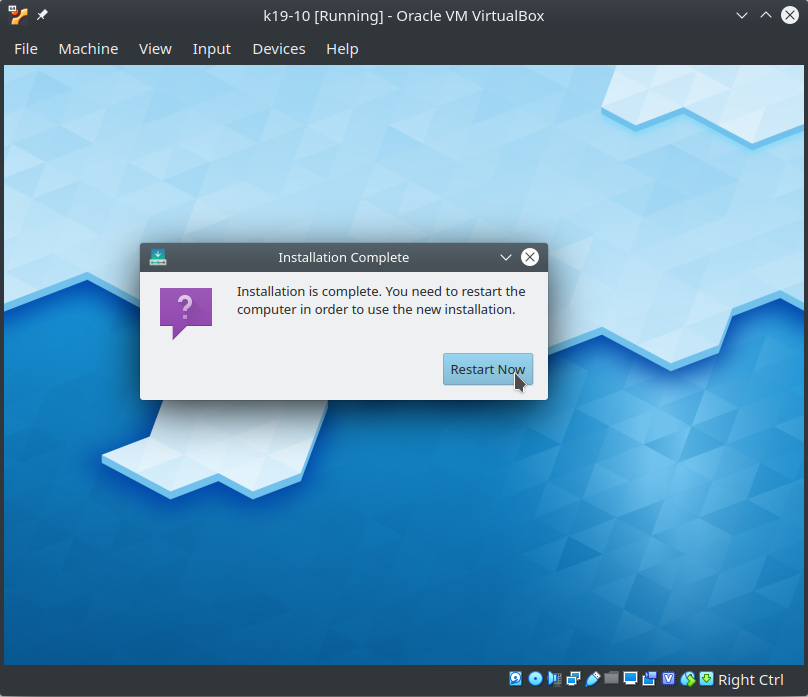 k19-10 [Running] - Oracle VM VirtualBox
File Machine View Input Devices Help
Installation Complete
Installation is complete. You need to restart the
computer in order to use the new installation.
Restart Now
Right Ctrl